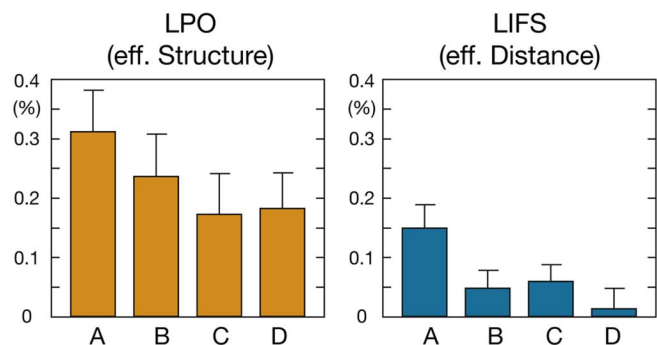 LPO
(eff. Structure)
0.4
(%)
0.3
0.2
0.1
0
A B C D
LIFS
(eff. Distance)
0.4
(%)
0.3
0.2
0.1
0
A B C D